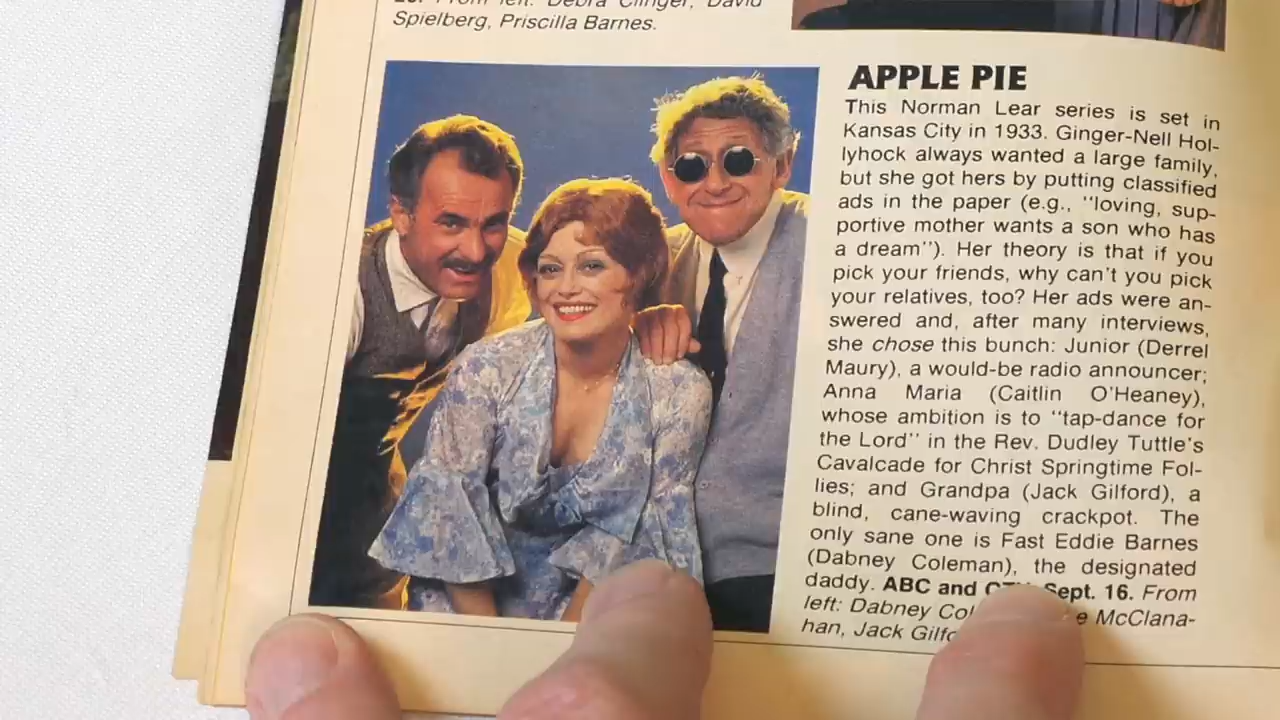 From left: Debra Clinger, David
Spielberg, Priscilla Barnes.
APPLE PIE
This Norman Lear series is set in
Kansas City in 1933. Ginger-Nell Hol-
lyhock always wanted a large family,
but she got hers by putting classified
ads in the paper (e.g., "loving, sup-
portive mother wants a son who has
a dream"). Her theory is that if you
pick your friends, why can't you pick
your relatives, too? Her ads were an-
swered and, after many interviews,
she chose this bunch: Junior (Derrel
Maury), a would-be radio announcer;
Anna Maria (Caitlin O'Heaney),
whose ambition is to "tap-dance for
the Lord" in the Rev. Dudley Tuttle's
Cavalcade for Christ Springtime Fol-
lies; and Grandpa (Jack Gilford), a
blind, cane-waving crackpot. The
only sane one is Fast Eddie Barnes
(Dabney Coleman), the designated
daddy. ABC and Sept. 16. From
left: Dabney McClana-
han, Jack